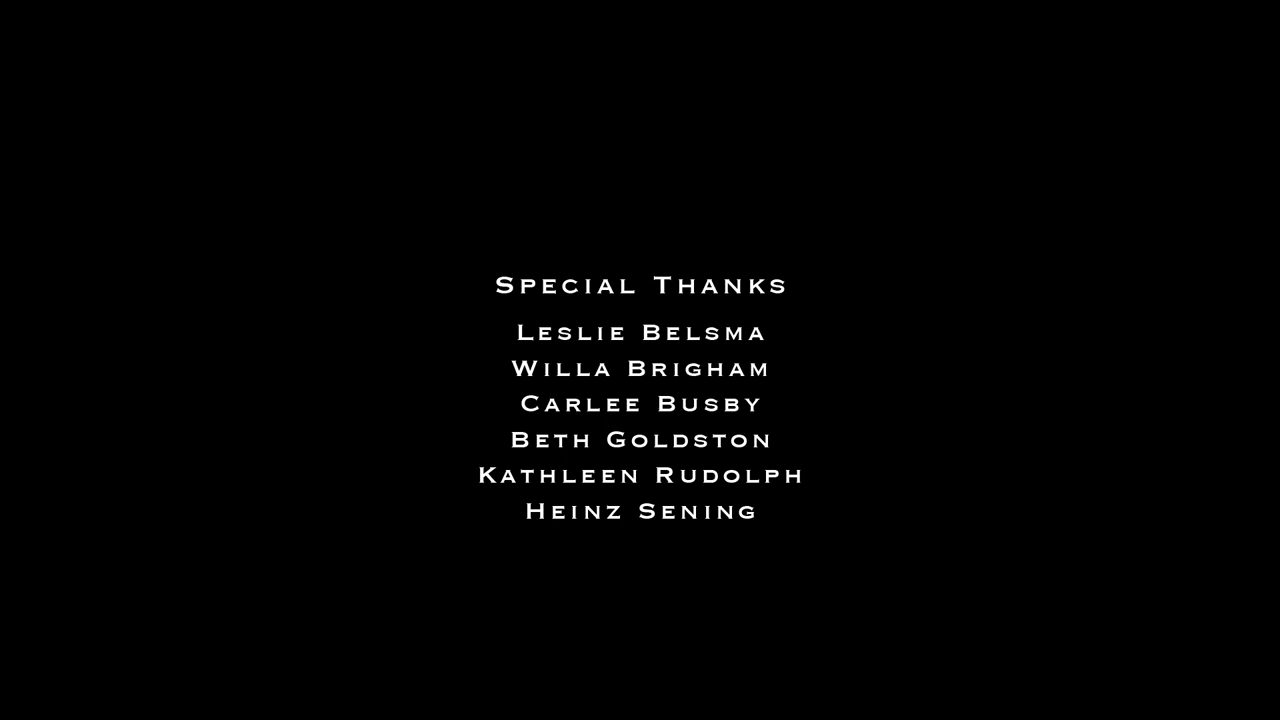 Special Thanks
Leslie Belsma
Willa Brigham
Carlee Busby
Beth Goldston
Kathleen Rudolph
Heinz Sening